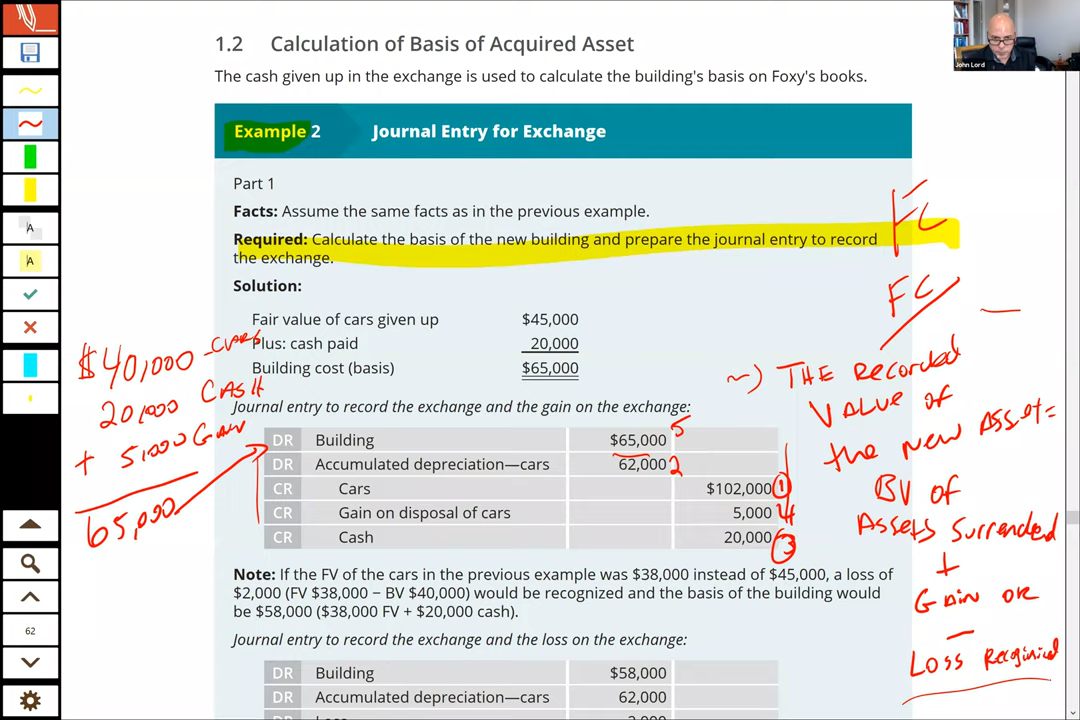 John Lord
1.2 Calculation of Basis of Acquired Asset
The cash given up in the exchange is used to calculate the building's basis on Foxy's books.
Example 2 Journal Entry for Exchange
Part 1
Facts: Assume the same facts as in the previous example.
Required: Calculate the basis of the new building and prepare the journal entry to record
the exchange.
Solution:
Fair value of cars given up $45,000
Plus: cash paid 20,000
Building cost (basis) $65,000
Journal entry to record the exchange and the gain on the exchange:
DR Building $65,000 5
DR Accumulated depreciation—cars 62,000 2
CR Cars $102,000 1
CR Gain on disposal of cars 5,000 4
CR Cash 20,000 3
Note: If the FV of the cars in the previous example was $38,000 instead of $45,000, a loss of
$2,000 (FV $38,000 − BV $40,000) would be recognized and the basis of the building would
be $58,000 ($38,000 FV + $20,000 cash).
Journal entry to record the exchange and the loss on the exchange:
DR Building $58,000
DR Accumulated depreciation—cars 62,000
$40,000 - CARS
20,000 CASH
+ 5,000 GAIN
65,000
FC
FC
THE Recorded
VALUE OF
the new ASSet=
BV OF
ASSets Surrended
+
GAIN OR
-
LOSS
A
A
62